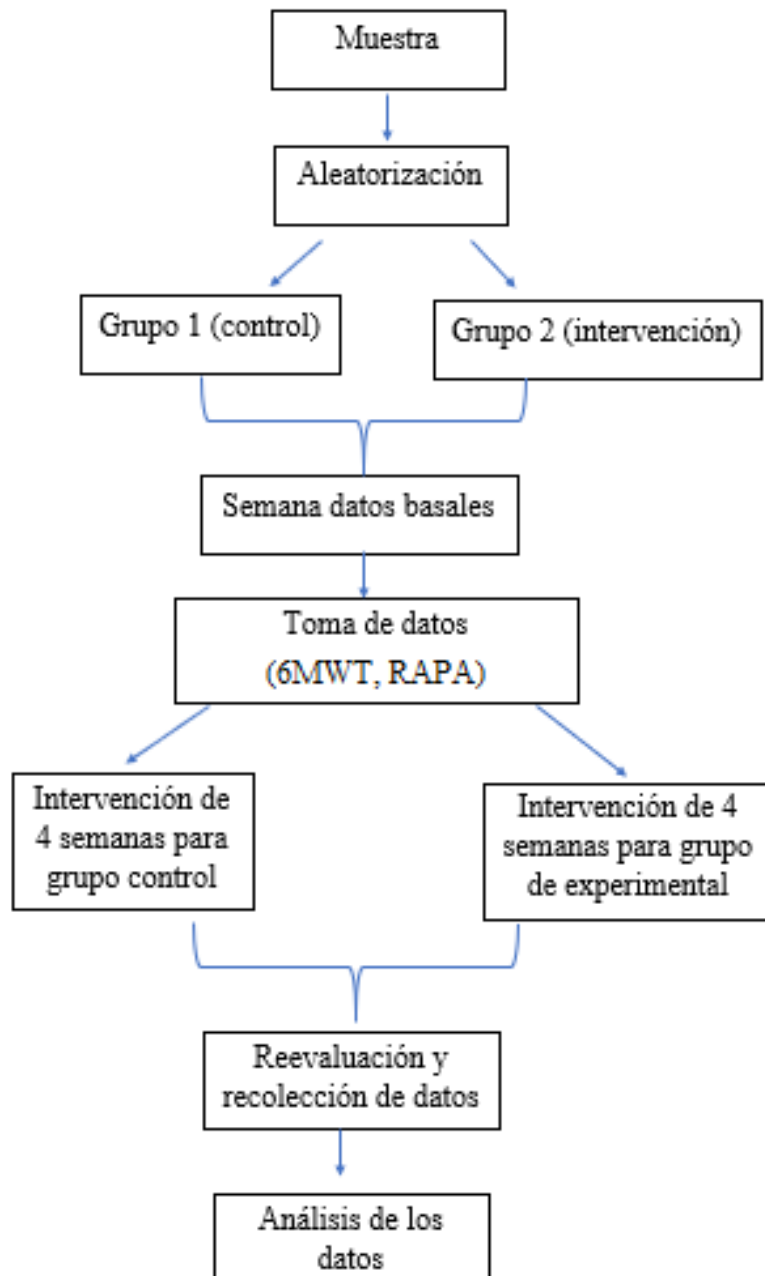 Muestra
Aleatorización
Grupo 1 (control)
Grupo 2 (intervención)
Semana datos basales
Toma de datos
(6MWT, RAPA)
Intervención de
4 semanas para
grupo control
Intervención de 4
semanas para grupo
de experimental
Reevaluación y
recolección de datos
Análisis de los
datos